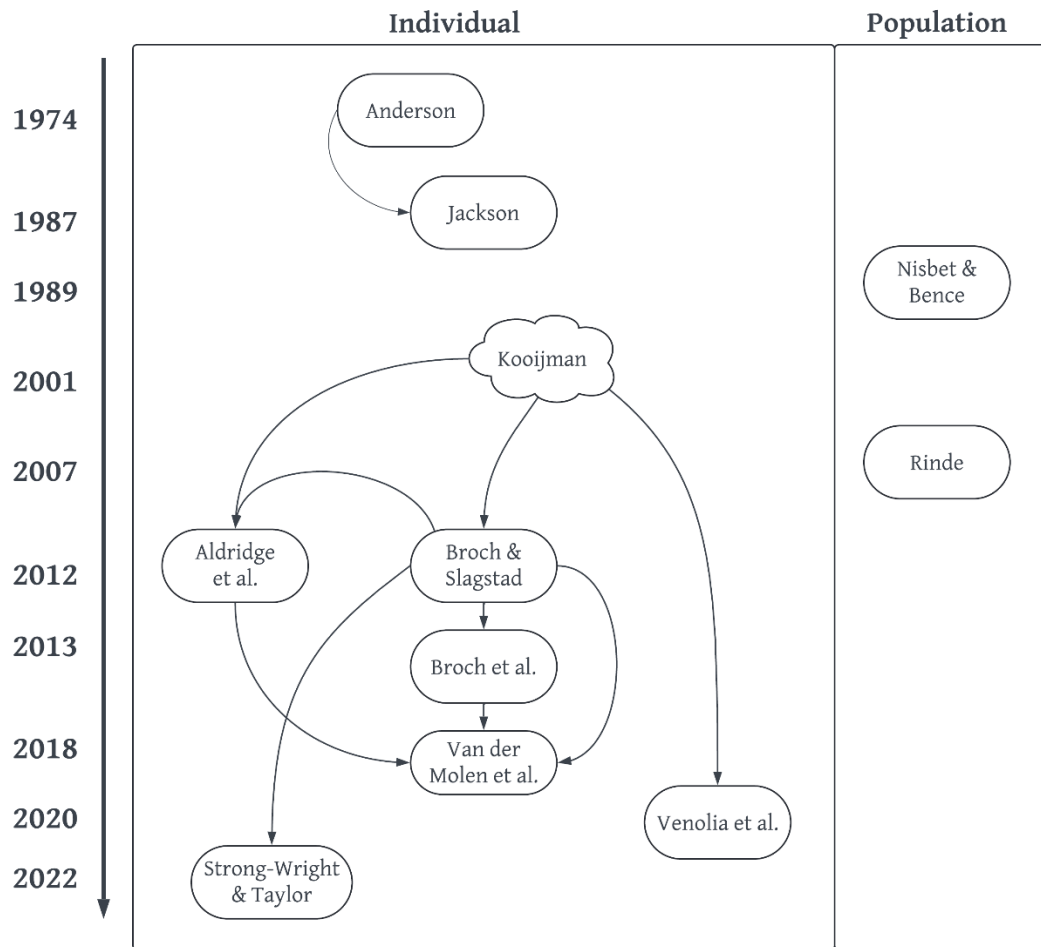 Individual
Population
1974
Anderson
1987
Jackson
1989
Nisbet &
Bence
2001
Kooijman
2007
Rinde
2012
Aldridge
et al.
Broch &
Slagstad
2013
Broch et al.
2018
Van der
Molen et al.
2020
Venolia et al.
2022
Strong-Wright
& Taylor